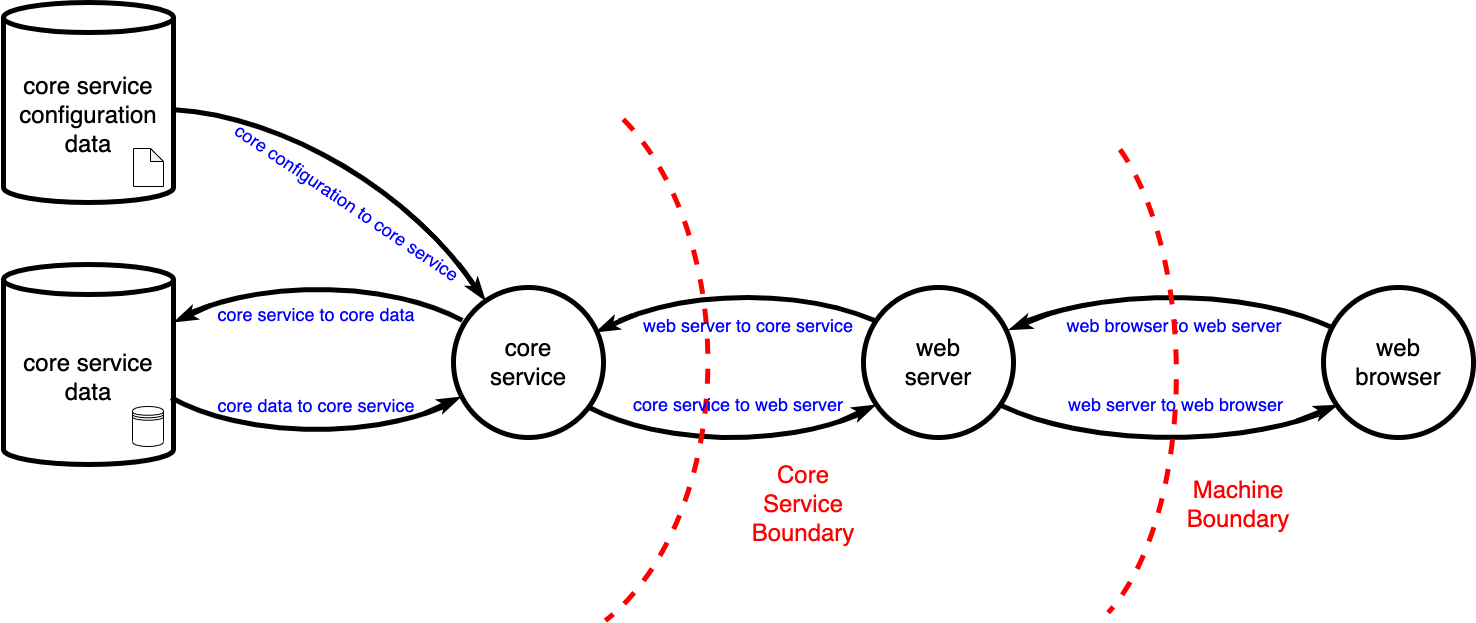 core service
configuration
data
core configuration to core service
core service
data
core service to core data
core data to core service
core
service
web server to core service
core service to web server
Core
Service
Boundary
web
server
web browser to web server
web server to web browser
Machine
Boundary
web
browser